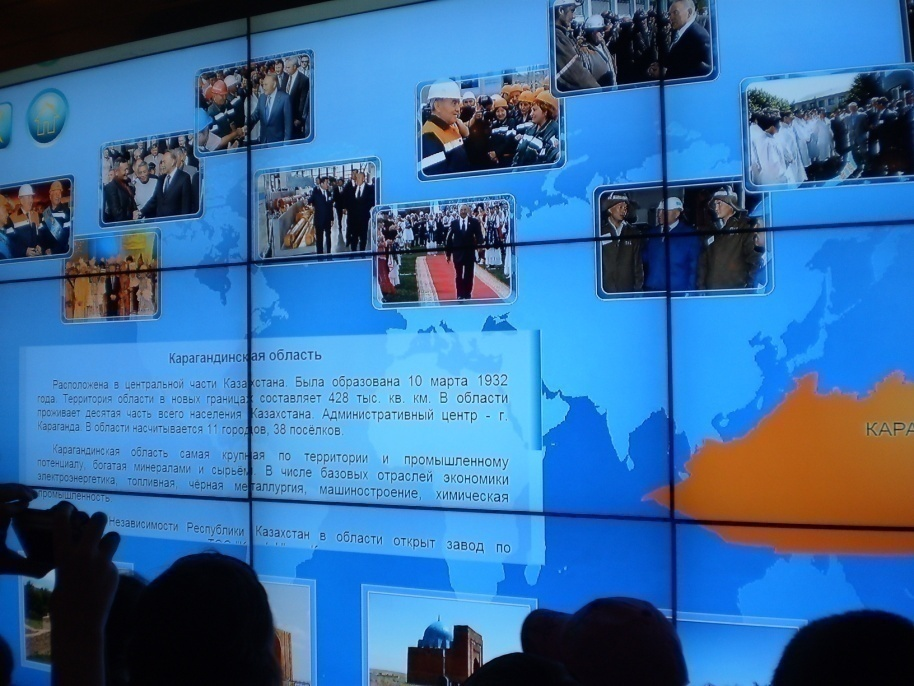 Карагандинская область
Расположена в центральной части Казахстана. Была образована 10 марта 1932
года. Территория области в новых границах составляет 428 тыс. кв. км. В области
проживает десятая часть всего населения Казахстана. Административный центр - г.
Караганда. В области насчитывается 11 городов, 38 посёлков.
Карагандинская область самая крупная по территории и промышленному
потенциалу, богатая минералами и сырьём. В числе базовых отраслей экономики
электроэнергетика, топливная, чёрная металлургия, машиностроение, химическая
промышленность
Независимости Республики Казахстан в области открыт завод по
КАРА